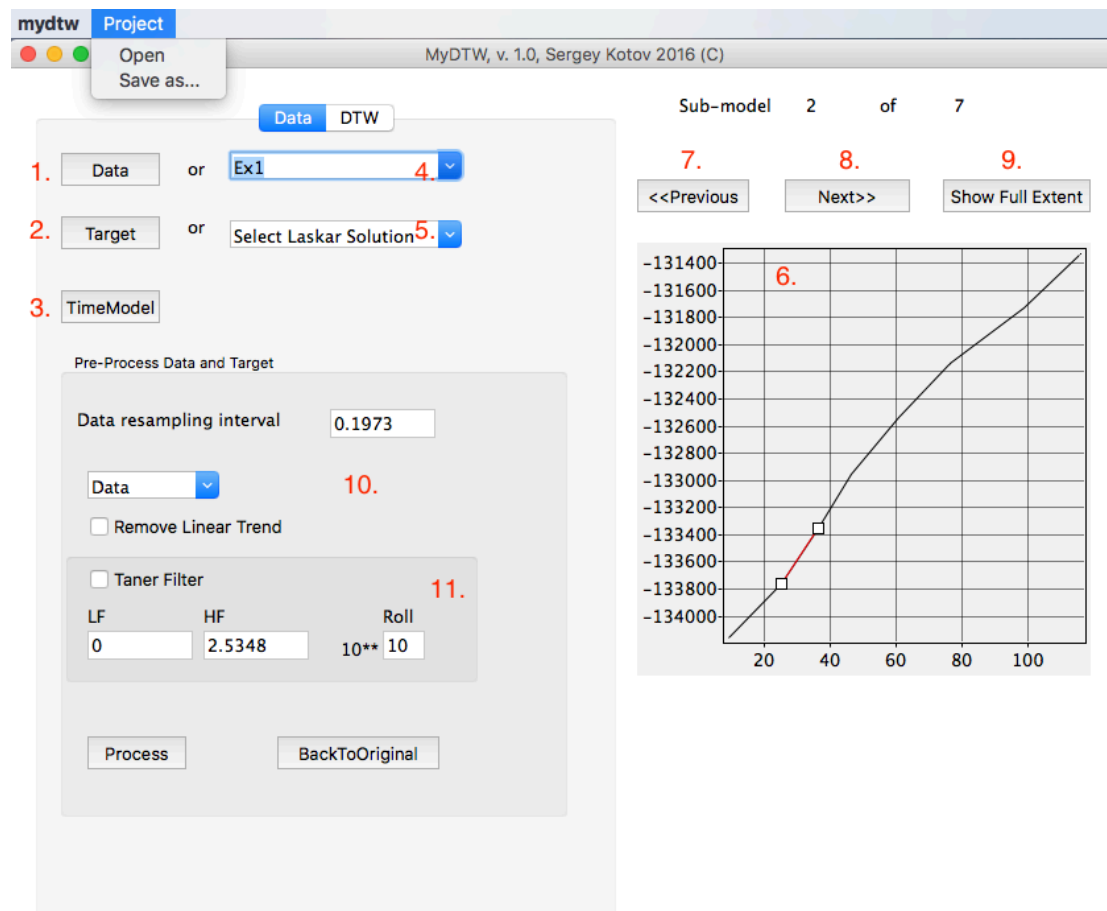 mydtw Project
Open
Save as...
MyDTW, v. 1.0, Sergey Kotov 2016 (C)
Data DTW
Sub-model 2 of 7
1. Data or Ex1 4.
7. 8. 9.
<<Previous Next>> Show Full Extent
2. Target or Select Laskar Solution 5.
3. TimeModel
Pre-Process Data and Target
Data resampling interval 0.1973
Data 10.
Remove Linear Trend
Taner Filter 11.
LF HF Roll
0 2.5348 10** 10
Process BackToOriginal
6.
-131400
-131600
-131800
-132000
-132200
-132400
-132600
-132800
-133000
-133200
-133400
-133600
-133800
-134000
20 40 60 80 100